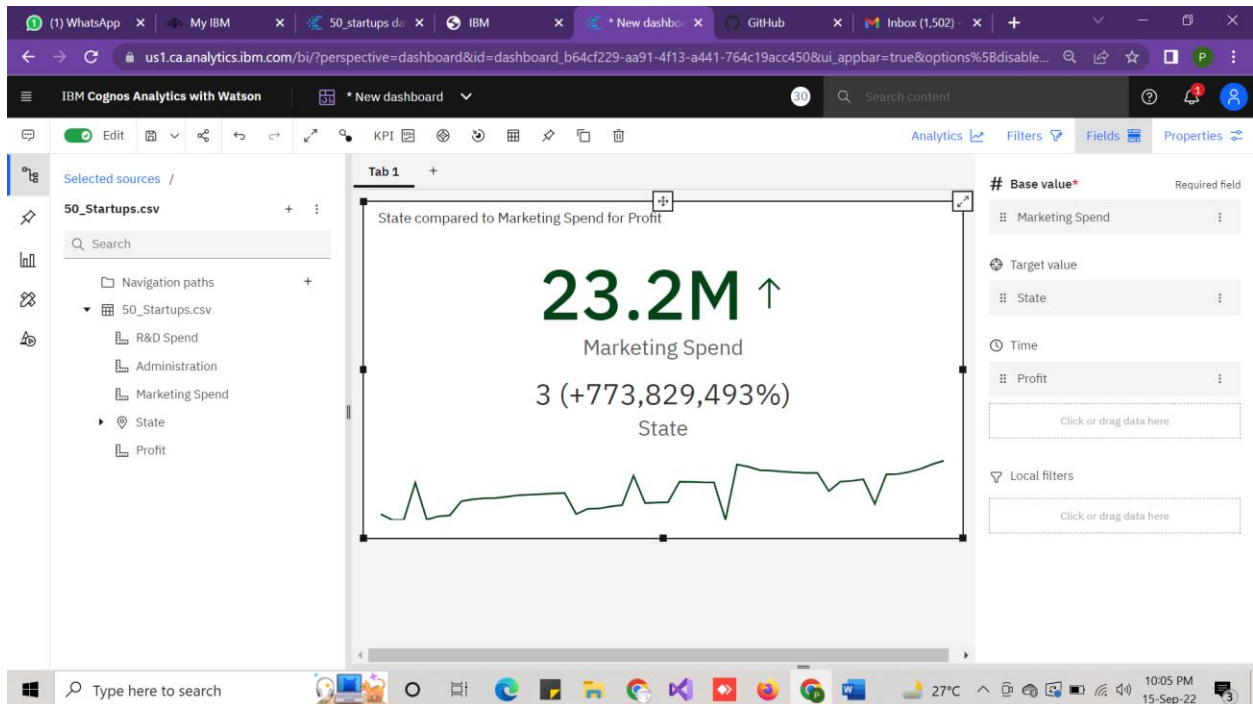 (1) WhatsApp
My IBM
50_startups da
IBM
* New dashbo
GitHub
Inbox (1,502) -
us1.ca.analytics.ibm.com/bi/?perspective=dashboard&id=dashboard_b64cf229-aa91-4f13-a441-764c19acc450&ui_appbar=true&options%5Bdisable...
P
IBM Cognos Analytics with Watson
* New dashboard
30
Search content
1
Edit
KPI
Analytics
Filters
Fields
Properties
Selected sources /
50_Startups.csv
Search
Navigation paths
50_Startups.csv
R&D Spend
Administration
Marketing Spend
State
Profit
Tab 1
State compared to Marketing Spend for Profit
23.2M ↑
Marketing Spend
3 (+773,829,493%)
State
# Base value* Required field
Marketing Spend
Target value
State
Time
Profit
Click or drag data here
Local filters
Click or drag data here
Type here to search
27°C
10:05 PM
15-Sep-22
3